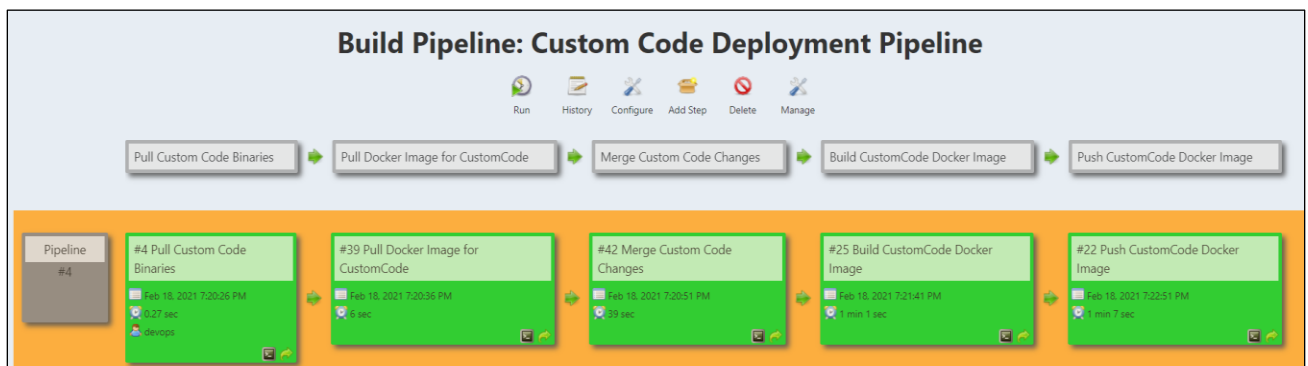 Build Pipeline: Custom Code Deployment Pipeline
Run History Configure Add Step Delete Manage
Pull Custom Code Binaries
Pull Docker Image for CustomCode
Merge Custom Code Changes
Build CustomCode Docker Image
Push CustomCode Docker Image
Pipeline
#4
#4 Pull Custom Code
Binaries
Feb 18, 2021 7:20:26 PM
0.27 sec
devops
#39 Pull Docker Image for
CustomCode
Feb 18, 2021 7:20:36 PM
6 sec
#42 Merge Custom Code
Changes
Feb 18, 2021 7:20:51 PM
39 sec
#25 Build CustomCode Docker
Image
Feb 18, 2021 7:21:41 PM
1 min 1 sec
#22 Push CustomCode Docker
Image
Feb 18, 2021 7:22:51 PM
1 min 7 sec